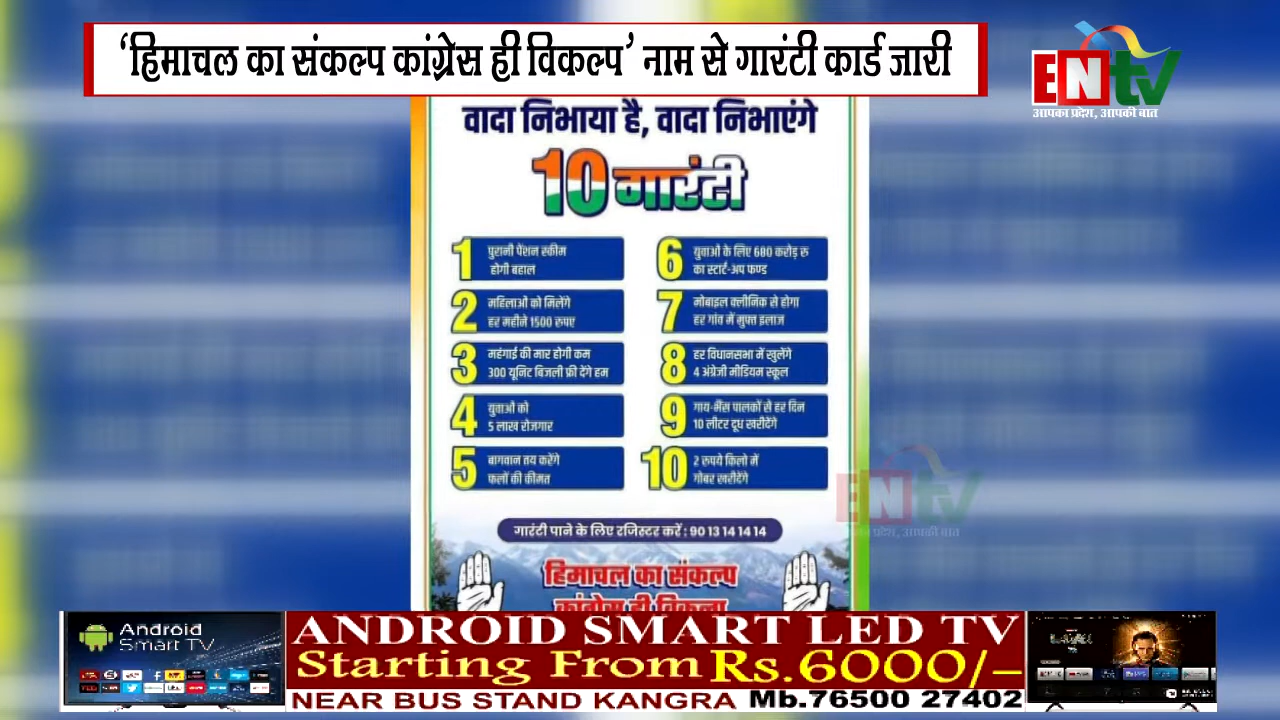 ‘हिमाचल का संकल्प कांग्रेस ही विकल्प’ नाम से गारंटी कार्ड जारी
ENtv
आपका प्रदेश, आपकी बात
वादा निभाया है, वादा निभाएंगे
10 गारंटी
1 पुरानी पेंशन स्कीम
होगी बहाल
2 महिलाओं को मिलेंगे
हर महीने 1500 रुपए
3 महंगाई की मार होगी कम
300 यूनिट बिजली फ्री देंगे हम
4 युवाओं को
5 लाख रोजगार
5 बागवान तय करेंगे
फलों की कीमत
6 युवाओं के लिए 680 करोड़ रु
का स्टार्ट-अप फण्ड
7 मोबाइल क्लीनिक से होगा
हर गांव में मुफ्त इलाज
8 हर विधानसभा में खुलेंगे
4 अंग्रेजी मीडियम स्कूल
9 गाय-भैंस पालकों से हर दिन
10 लीटर दूध खरीदेंगे
10 2 रुपये किलो में
गोबर खरीदेंगे
गारंटी पाने के लिए रजिस्टर करें : 90 13 14 14 14
हिमाचल का संकल्प
कांग्रेस ही विकल्प
ENtv
प्रदेश, आपकी बात
Android
Smart TV
ANDROID SMART LED TV
Starting From Rs.6000/-
NEAR BUS STAND KANGRA Mb.76500 27402